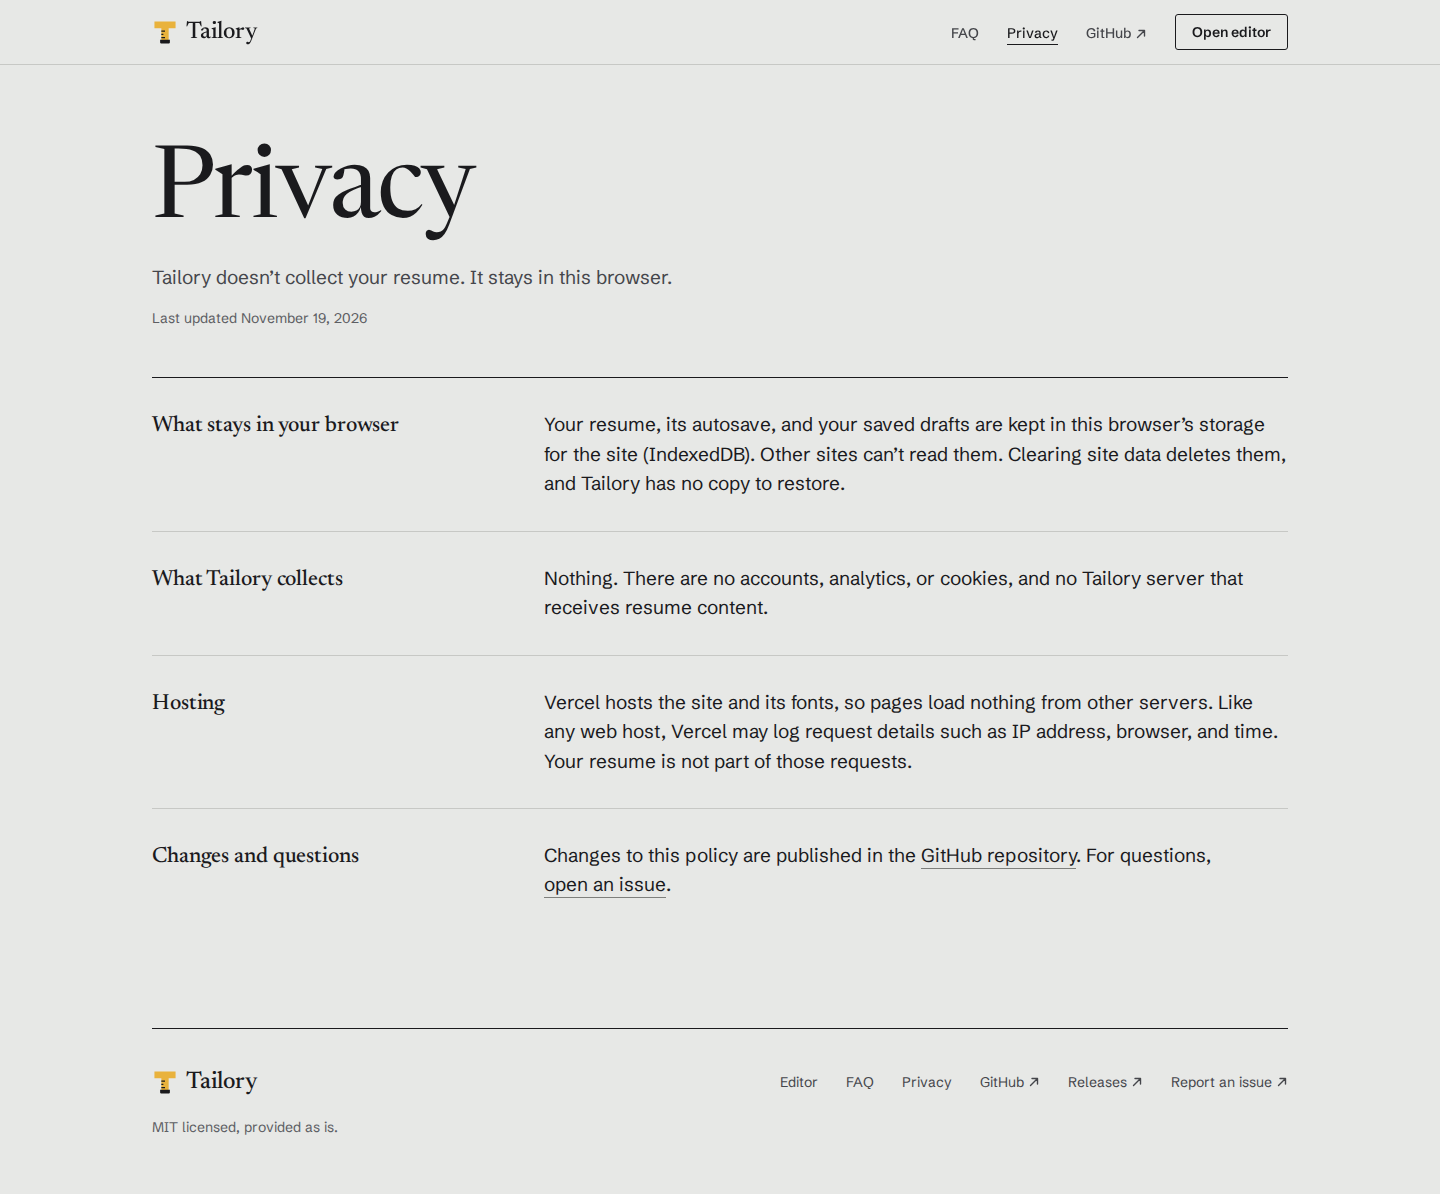 Tailory
FAQ
Privacy
GitHub ↗
Open editor
Privacy
Tailory doesn’t collect your resume. It stays in this browser.
Last updated November 19, 2026
What stays in your browser
Your resume, its autosave, and your saved drafts are kept in this browser’s storage
for the site (IndexedDB). Other sites can’t read them. Clearing site data deletes them,
and Tailory has no copy to restore.
What Tailory collects
Nothing. There are no accounts, analytics, or cookies, and no Tailory server that
receives resume content.
Hosting
Vercel hosts the site and its fonts, so pages load nothing from other servers. Like
any web host, Vercel may log request details such as IP address, browser, and time.
Your resume is not part of those requests.
Changes and questions
Changes to this policy are published in the GitHub repository. For questions,
open an issue.
Tailory
Editor
FAQ
Privacy
GitHub ↗
Releases ↗
Report an issue ↗
MIT licensed, provided as is.